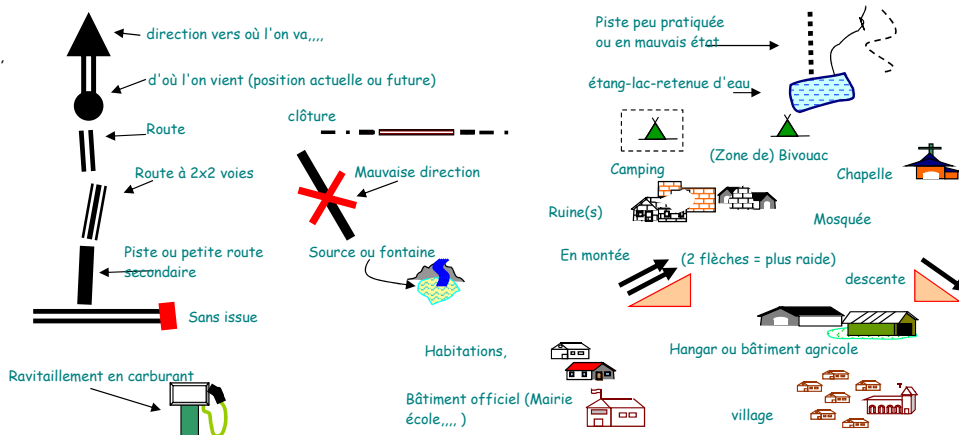 direction vers où l'on va,,,,
,
d'où l'on vient (position actuelle ou future)
Route
Route à 2x2 voies
Piste ou petite route
secondaire
Sans issue
Ravitaillement en carburant
clôture
Mauvaise direction
Source ou fontaine
Habitations,
Bâtiment officiel (Mairie
école,,,, )
Piste peu pratiquée
ou en mauvais état
étang-lac-retenue d'eau
Camping
(Zone de) Bivouac
Chapelle
Ruine(s)
Mosquée
En montée
(2 flèches = plus raide)
descente
Hangar ou bâtiment agricole
village